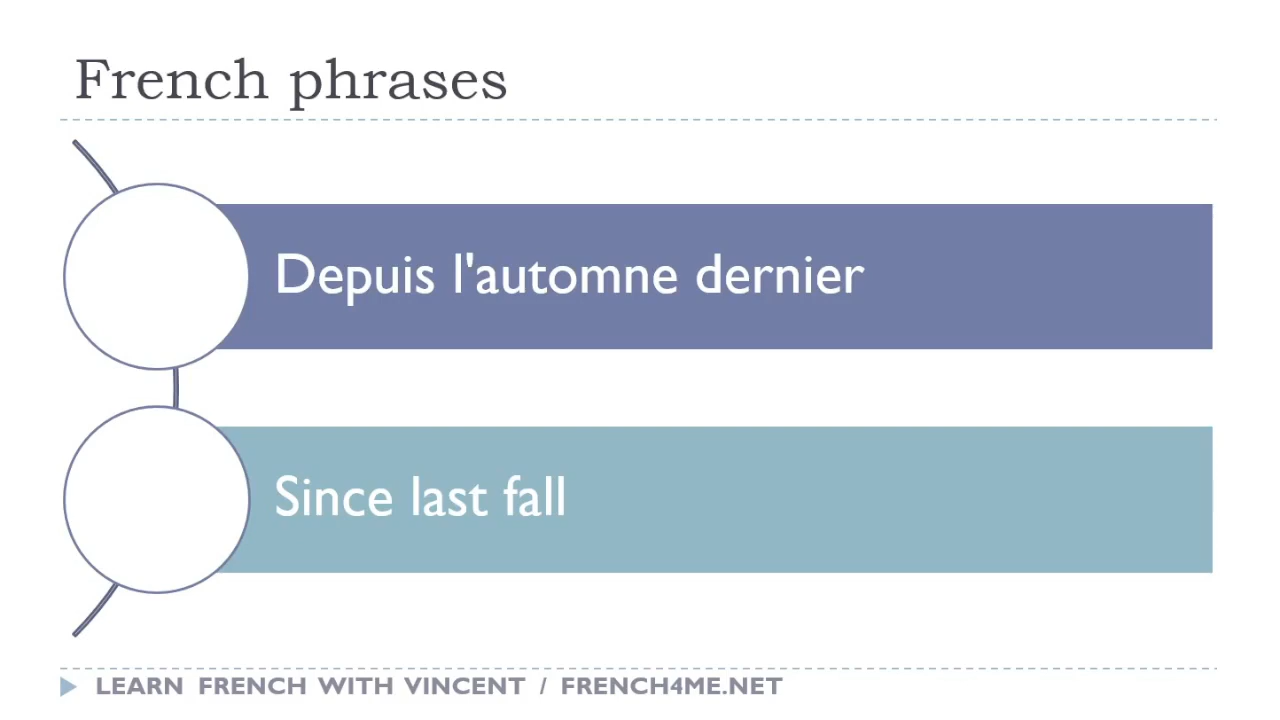 French phrases
Depuis l'automne dernier
Since last fall
LEARN FRENCH WITH VINCENT / FRENCH4ME.NET